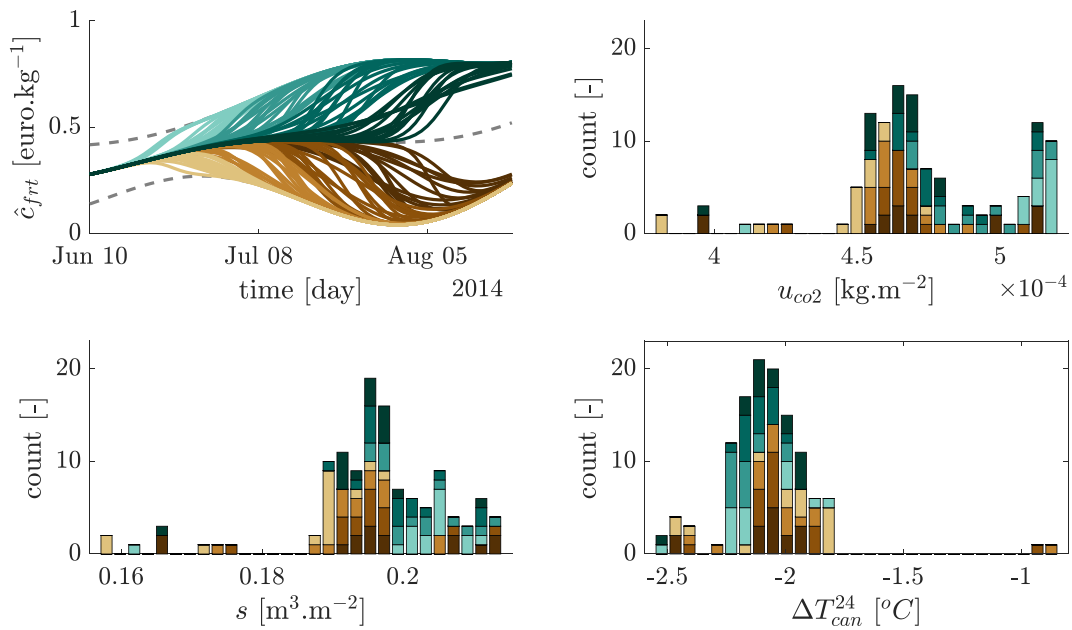 1
0.5
0
ĉ_frt [euro.kg⁻¹]
Jun 10 Jul 08 Aug 05
time [day] 2014
20
10
0
count [-]
4 4.5 5
u_co2 [kg.m⁻²] ×10⁻⁴
20
10
0
count [-]
0.16 0.18 0.2
s [m³.m⁻²]
20
10
0
count [-]
-2.5 -2 -1.5 -1
ΔT²⁴_can [°C]